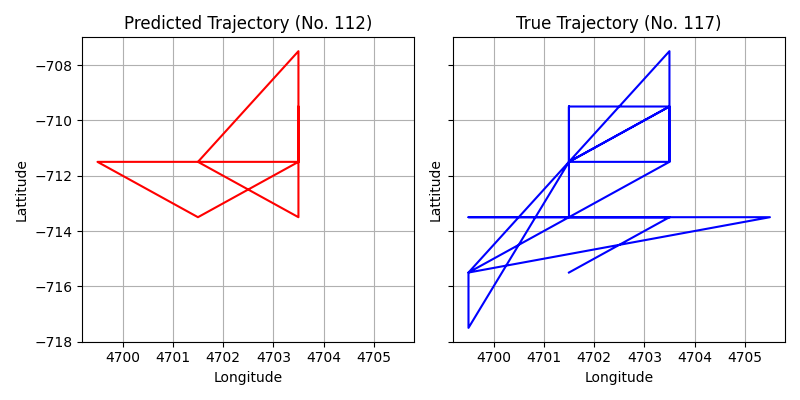 Predicted Trajectory (No. 112)
True Trajectory (No. 117)
−708
−710
−712
−714
−716
−718
Lattitude
Lattitude
4700 4701 4702 4703 4704 4705
4700 4701 4702 4703 4704 4705
Longitude
Longitude